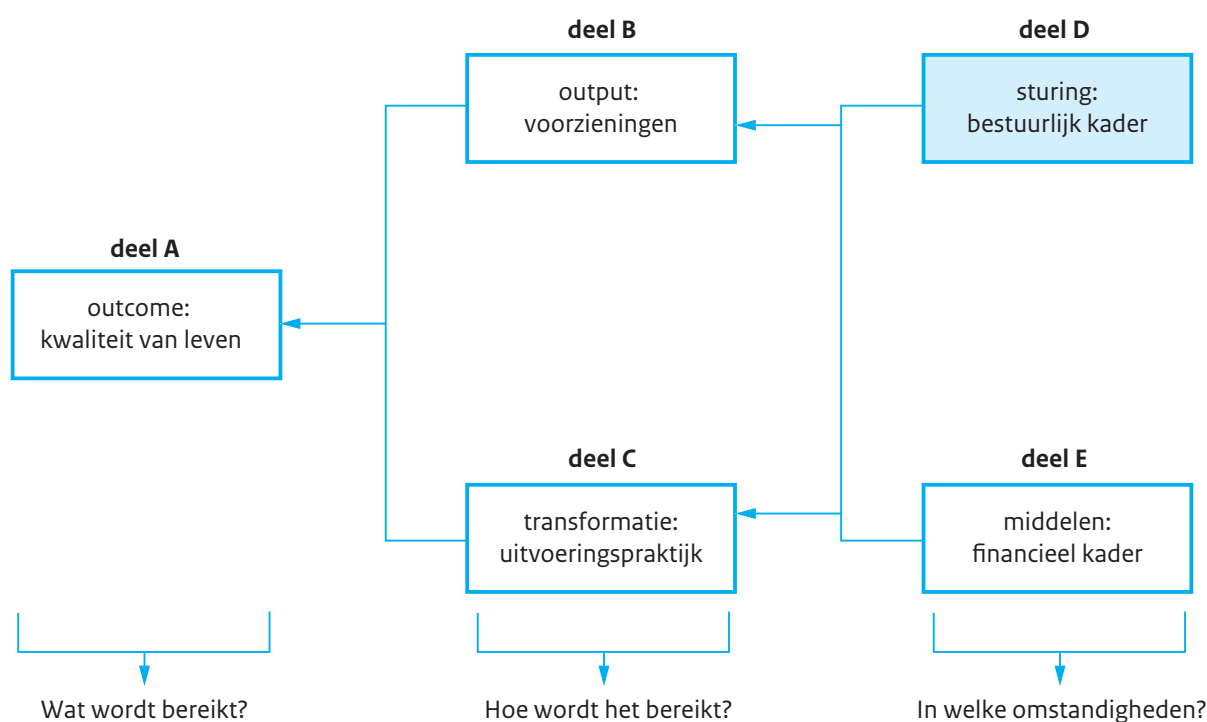 deel B
output:
voorzieningen
deel D
sturing:
bestuurlijk kader
deel A
outcome:
kwaliteit van leven
deel C
transformatie:
uitvoeringspraktijk
deel E
middelen:
financieel kader
Wat wordt bereikt?
Hoe wordt het bereikt?
In welke omstandigheden?